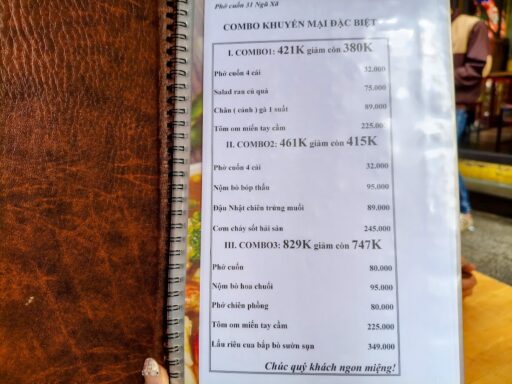 Phở cuốn 31 Ngũ Xã
COMBO KHUYẾN MẠI ĐẶC BIỆT
I. COMBO1: 421K giảm còn 380K
Phở cuốn 4 cái 32.000
Salad rau củ quả 75.000
Chân ( cánh ) gà 1 suất 89.000
Tôm om miến tay cầm 225.00
II. COMBO2: 461K giảm còn 415K
Phở cuốn 4 cái 32.000
Nộm bò bóp thấu 95.000
Đậu Nhật chiên trứng muối 89.000
Cơm cháy sốt hải sản 245.000
III. COMBO3: 829K giảm còn 747K
Phở cuốn 80.000
Nộm bò hoa chuối 95.000
Phở chiên phồng 80.000
Tôm om miến tay cầm 225.000
Lẩu riêu cua bắp bò sườn sụn 349.000
Chúc quý khách ngon miệng!